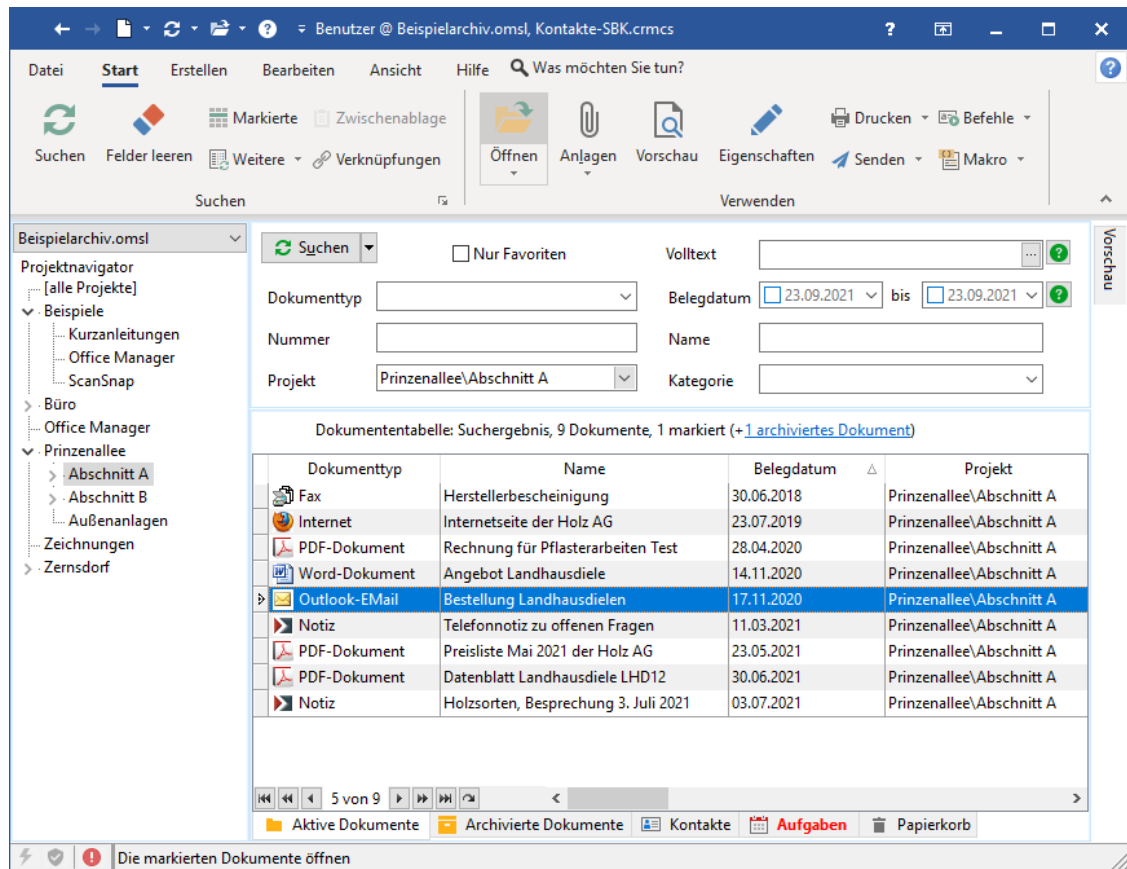 Benutzer @ Beispielarchiv.omsl, Kontakte-SBK.crmcs
Datei Start Erstellen Bearbeiten Ansicht Hilfe Was möchten Sie tun?
Suchen Felder leeren Markierte Zwischenablage Weitere Verknüpfungen
Öffnen Anlagen Vorschau Eigenschaften Drucken Befehle Senden Makro
Suchen Verwenden
Beispielarchiv.omsl
Projektnavigator
[alle Projekte]
Beispiele
Kurzanleitungen
Office Manager
ScanSnap
Büro
Office Manager
Prinzenallee
Abschnitt A
Abschnitt B
Außenanlagen
Zeichnungen
Zernsdorf
Suchen Nur Favoriten Volltext ...
Dokumenttyp Belegdatum 23.09.2021 bis 23.09.2021
Nummer Name
Projekt Prinzenallee\Abschnitt A Kategorie
Vorschau
Dokumententabelle: Suchergebnis, 9 Dokumente, 1 markiert (+1 archiviertes Dokument)
Dokumenttyp Name Belegdatum Projekt
Fax Herstellerbescheinigung 30.06.2018 Prinzenallee\Abschnitt A
Internet Internetseite der Holz AG 23.07.2019 Prinzenallee\Abschnitt A
PDF-Dokument Rechnung für Pflasterarbeiten Test 28.04.2020 Prinzenallee\Abschnitt A
Word-Dokument Angebot Landhausdiele 14.11.2020 Prinzenallee\Abschnitt A
Outlook-EMail Bestellung Landhausdielen 17.11.2020 Prinzenallee\Abschnitt A
Notiz Telefonnotiz zu offenen Fragen 11.03.2021 Prinzenallee\Abschnitt A
PDF-Dokument Preisliste Mai 2021 der Holz AG 23.05.2021 Prinzenallee\Abschnitt A
PDF-Dokument Datenblatt Landhausdiele LHD12 30.06.2021 Prinzenallee\Abschnitt A
Notiz Holzsorten, Besprechung 3. Juli 2021 03.07.2021 Prinzenallee\Abschnitt A
5 von 9
Aktive Dokumente Archivierte Dokumente Kontakte Aufgaben Papierkorb
Die markierten Dokumente öffnen